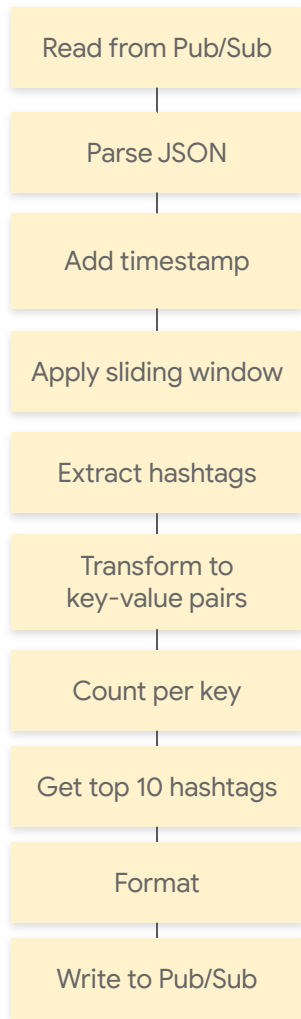 Read from Pub/Sub
Parse JSON
Add timestamp
Apply sliding window
Extract hashtags
Transform to
key-value pairs
Count per key
Get top 10 hashtags
Format
Write to Pub/Sub